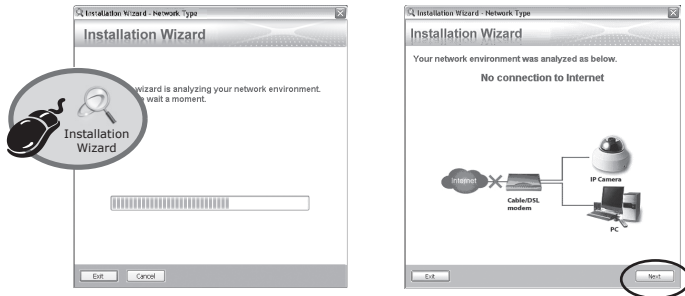 Installation Wizard - Network Type
Installation Wizard
wizard is analyzing your network environment.
wait a moment.
Installation
Wizard
Exit
Cancel
Installation Wizard - Network Type
Installation Wizard
Your network environment was analyzed as below.
No connection to Internet
Internet
IP Camera
Cable/DSL
modem
PC
Exit
Next